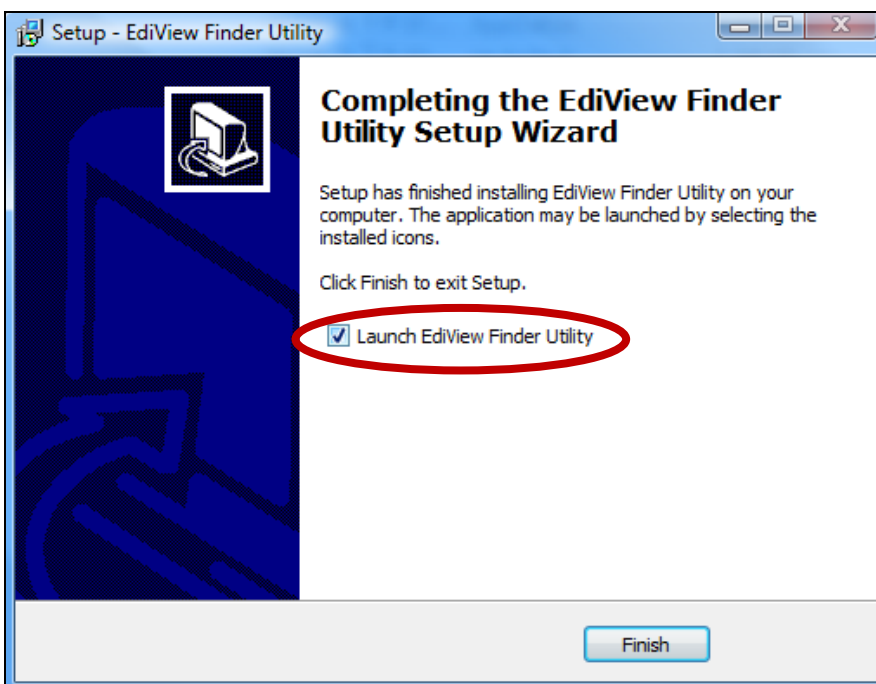 Setup - EdiView Finder Utility
Completing the EdiView Finder
Utility Setup Wizard
Setup has finished installing EdiView Finder Utility on your
computer. The application may be launched by selecting the
installed icons.
Click Finish to exit Setup.
Launch EdiView Finder Utility
Finish